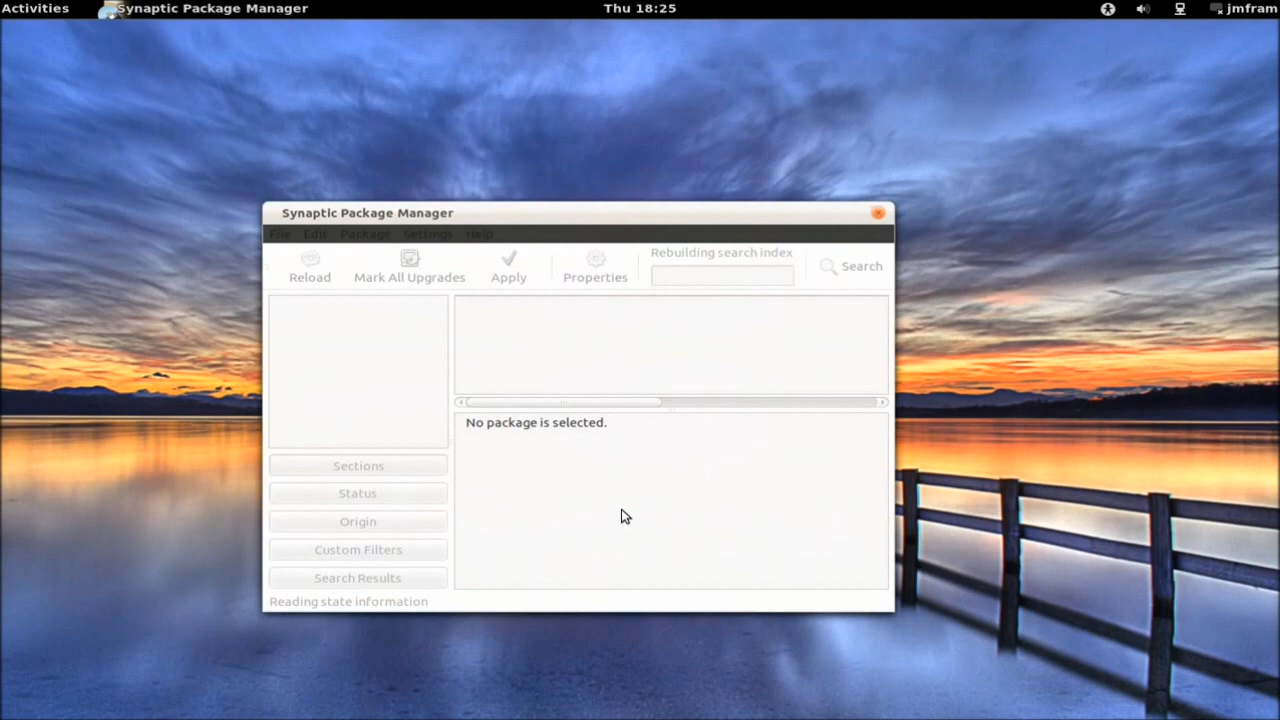 Activities
Synaptic Package Manager
Thu 18:25
jmfram
Synaptic Package Manager
File Edit Package Settings Help
Reload
Mark All Upgrades
Apply
Properties
Rebuilding search index
Search
No package is selected.
Sections
Status
Origin
Custom Filters
Search Results
Reading state information